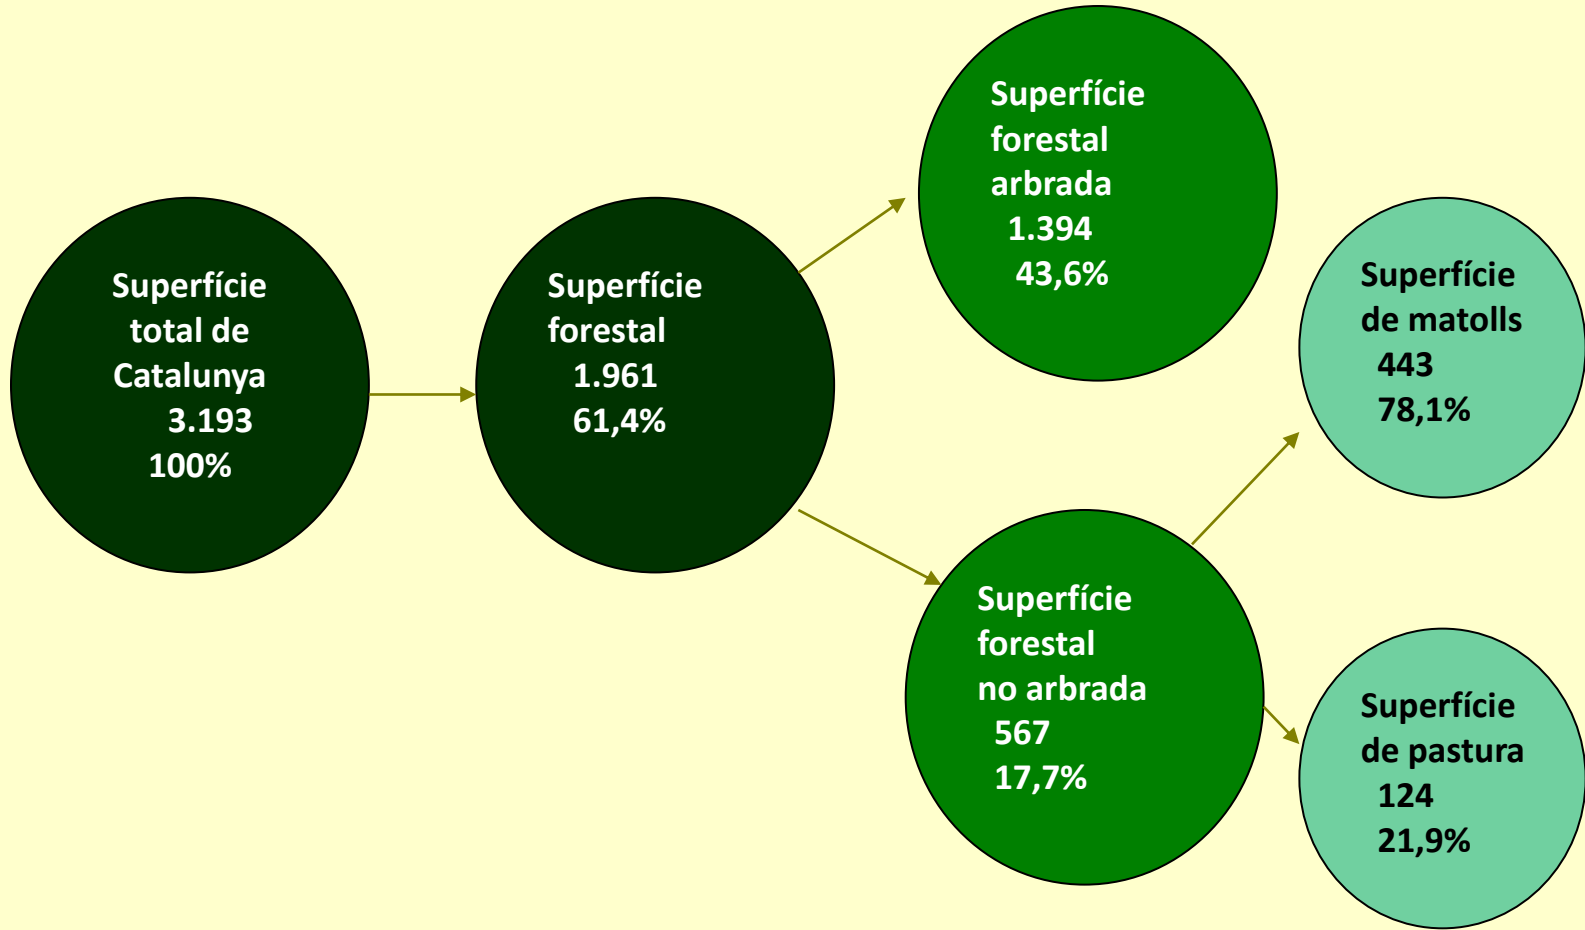 Superfície
total de
Catalunya
3.193
100%
Superfície
forestal
1.961
61,4%
Superfície
forestal
arbrada
1.394
43,6%
Superfície
forestal
no arbrada
567
17,7%
Superfície
de matolls
443
78,1%
Superfície
de pastura
124
21,9%